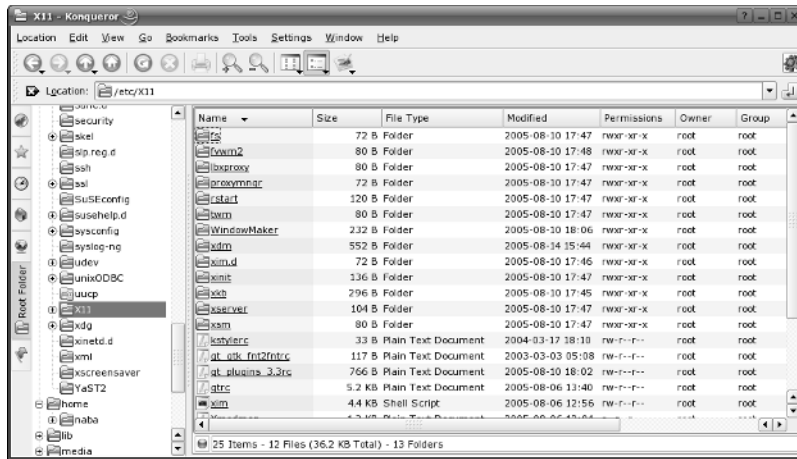 X11 - Konqueror
Location Edit View Go Bookmarks Tools Settings Window Help
Location: /etc/X11
Root Folder
security
skel
slp.reg.d
ssh
ssl
SuSEconfig
susehelp.d
sysconfig
syslog-ng
udev
unixODBC
uucp
X11
xdg
xinetd.d
xml
xscreensaver
YaST2
home
naba
lib
media
Name Size File Type Modified Permissions Owner Group
fs 72 B Folder 2005-08-10 17:47 rwxr-xr-x root root
fvwm2 80 B Folder 2005-08-10 17:48 rwxr-xr-x root root
lbxproxy 80 B Folder 2005-08-10 17:47 rwxr-xr-x root root
proxymngr 72 B Folder 2005-08-10 17:47 rwxr-xr-x root root
rstart 120 B Folder 2005-08-10 17:47 rwxr-xr-x root root
twm 80 B Folder 2005-08-10 17:47 rwxr-xr-x root root
WindowMaker 232 B Folder 2005-08-10 18:06 rwxr-xr-x root root
xdm 552 B Folder 2005-08-14 15:44 rwxr-xr-x root root
xim.d 72 B Folder 2005-08-10 17:46 rwxr-xr-x root root
xinit 136 B Folder 2005-08-10 17:47 rwxr-xr-x root root
xkb 296 B Folder 2005-08-10 17:45 rwxr-xr-x root root
xserver 104 B Folder 2005-08-10 17:47 rwxr-xr-x root root
xsm 80 B Folder 2005-08-10 17:47 rwxr-xr-x root root
kstylerc 33 B Plain Text Document 2004-03-17 18:10 rw-r--r-- root root
qt_gtk_fnt2fntrc 117 B Plain Text Document 2003-03-03 05:08 rw-r--r-- root root
qt_plugins_3.3rc 766 B Plain Text Document 2005-08-10 18:02 rw-r--r-- root root
qtrc 5.2 KB Plain Text Document 2005-08-06 13:40 rw-r--r-- root root
xim 4.4 KB Shell Script 2005-08-06 12:56 rw-r--r-- root root
25 Items - 12 Files (36.2 KB Total) - 13 Folders